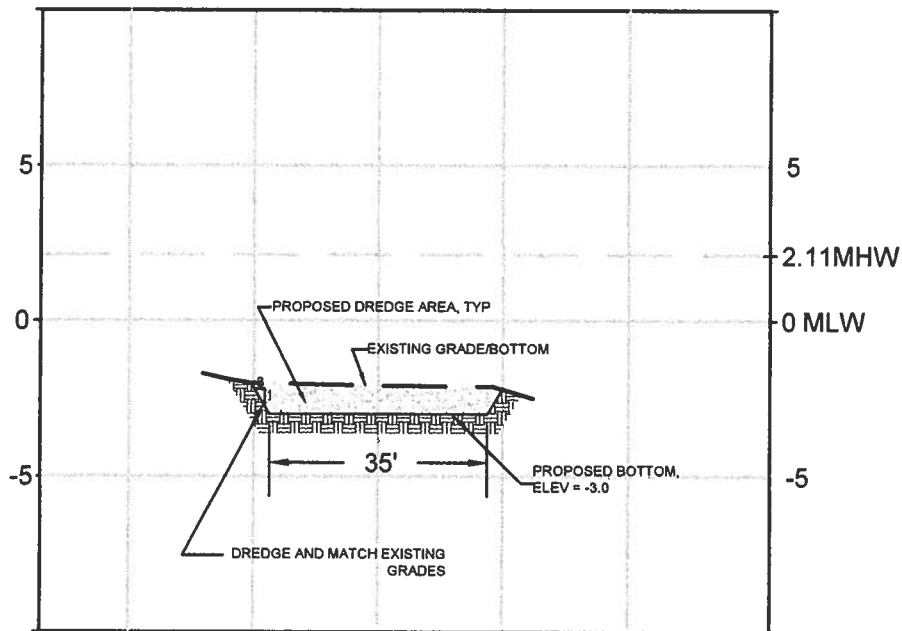 5
5
2.11MHW
0
0 MLW
PROPOSED DREDGE AREA, TYP
EXISTING GRADE/BOTTOM
1
-5
-5
35'
PROPOSED BOTTOM,
ELEV = -3.0
DREDGE AND MATCH EXISTING
GRADES